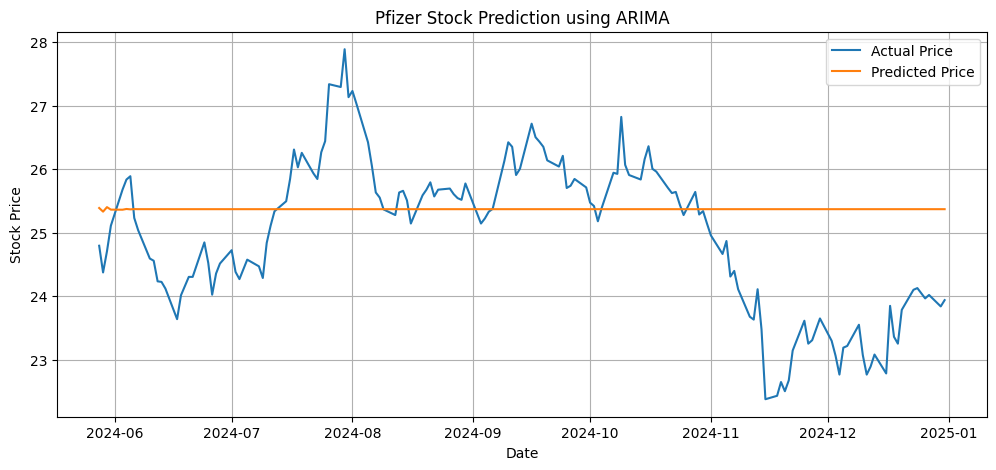 Pfizer Stock Prediction using ARIMA
Actual Price
Predicted Price
Stock Price
28
27
26
25
24
23
2024-06 2024-07 2024-08 2024-09 2024-10 2024-11 2024-12 2025-01
Date